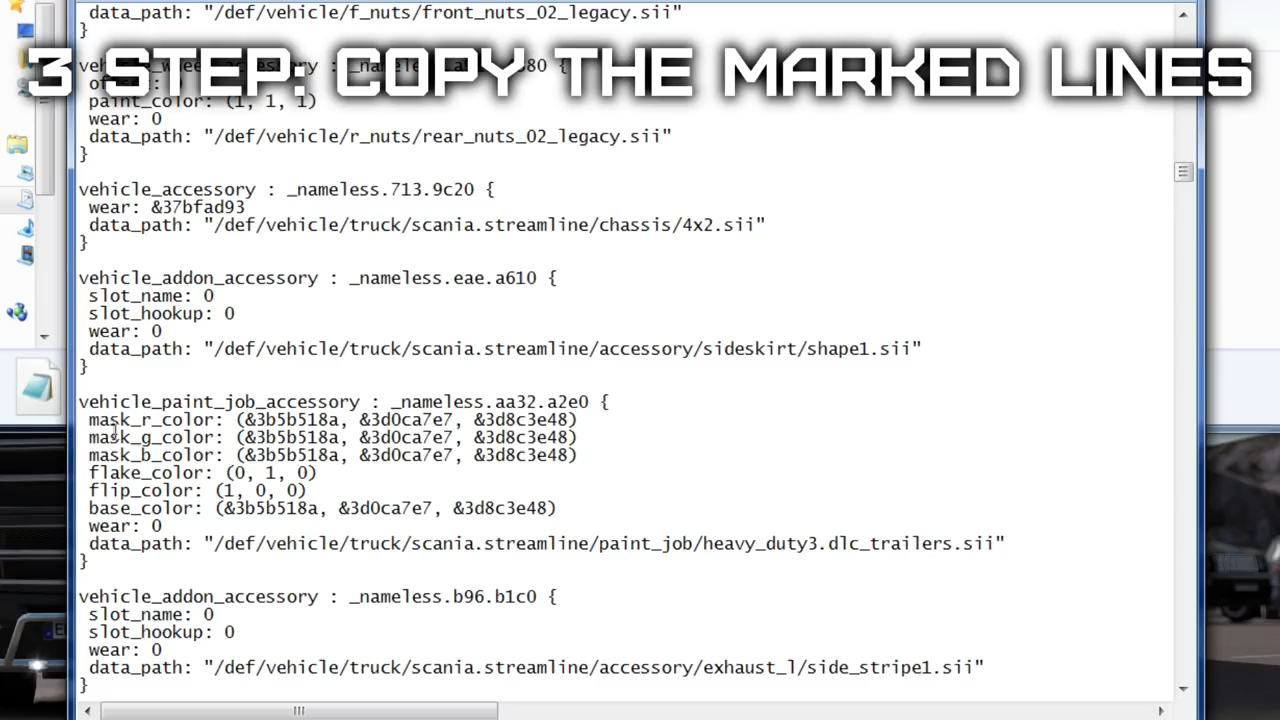 data_path: "/def/vehicle/f_nuts/front_nuts_02_legacy.sii"
}
3 STEP: COPY THE MARKED LINES
paint_color: (1, 1, 1)
wear: 0
data_path: "/def/vehicle/r_nuts/rear_nuts_02_legacy.sii"
}
vehicle_accessory : _nameless.713.9c20 {
wear: &37bfad93
data_path: "/def/vehicle/truck/scania.streamline/chassis/4x2.sii"
}
vehicle_addon_accessory : _nameless.eae.a610 {
slot_name: 0
slot_hookup: 0
wear: 0
data_path: "/def/vehicle/truck/scania.streamline/accessory/sideskirt/shape1.sii"
}
vehicle_paint_job_accessory : _nameless.aa32.a2e0 {
mask_r_color: (&3b5b518a, &3d0ca7e7, &3d8c3e48)
mask_g_color: (&3b5b518a, &3d0ca7e7, &3d8c3e48)
mask_b_color: (&3b5b518a, &3d0ca7e7, &3d8c3e48)
flake_color: (0, 1, 0)
flip_color: (1, 0, 0)
base_color: (&3b5b518a, &3d0ca7e7, &3d8c3e48)
wear: 0
data_path: "/def/vehicle/truck/scania.streamline/paint_job/heavy_duty3.dlc_trailers.sii"
}
vehicle_addon_accessory : _nameless.b96.b1c0 {
slot_name: 0
slot_hookup: 0
wear: 0
data_path: "/def/vehicle/truck/scania.streamline/accessory/exhaust_l/side_stripe1.sii"
}